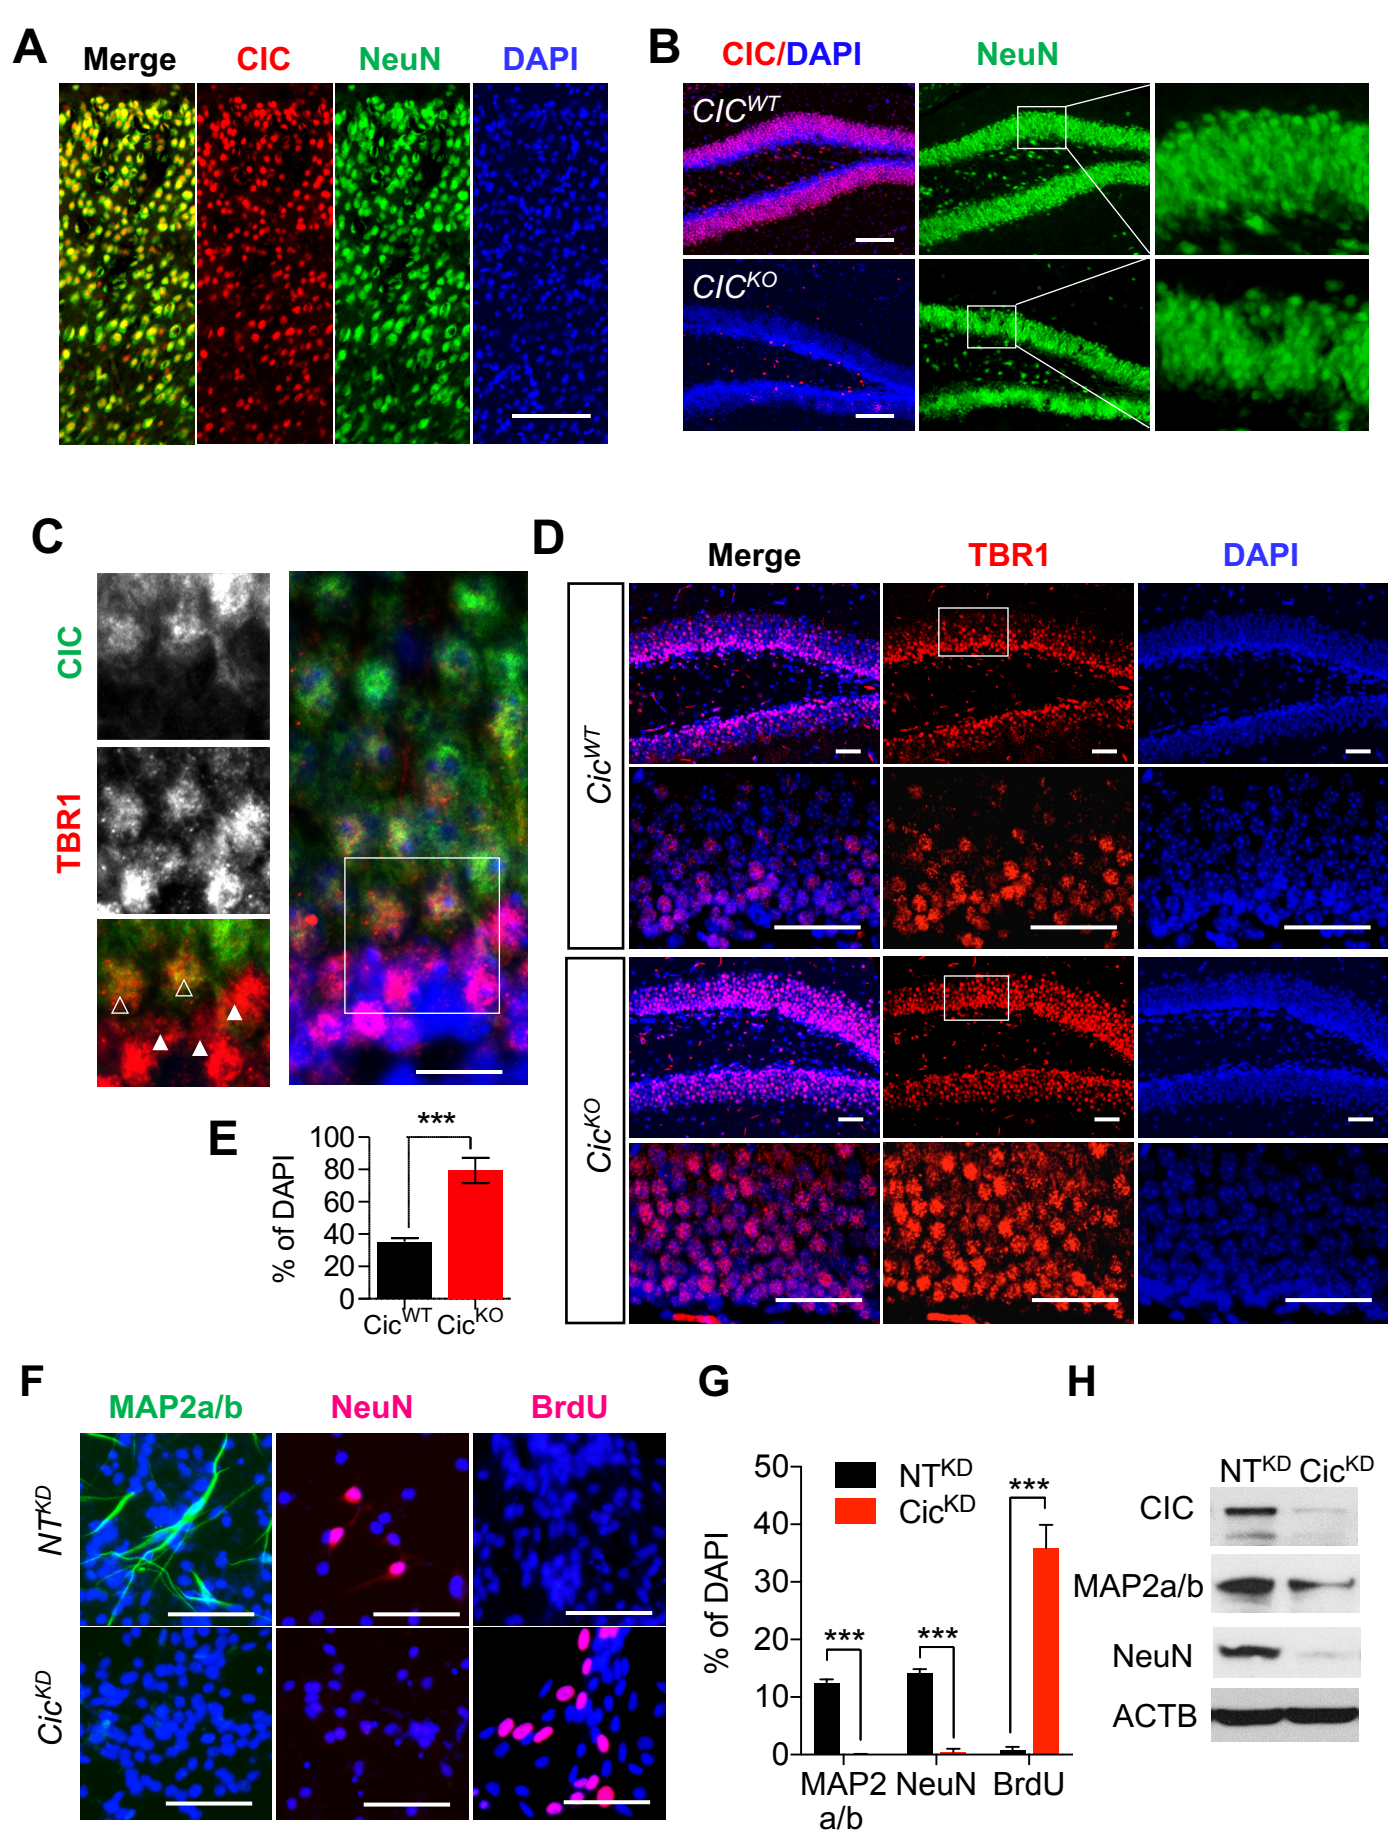 A
Merge CIC NeuN DAPI
B
CIC/DAPI NeuN
CIC^WT
CIC^KO
C
CIC
TBR1
D
Merge TBR1 DAPI
Cic^WT
Cic^KO
E
***
% of DAPI
100
80
60
40
20
0
Cic^WT Cic^KO
F
MAP2a/b NeuN BrdU
NT^KD
Cic^KD
G
% of DAPI
50
40
30
20
10
0
NT^KD
Cic^KD
***
***
***
MAP2 a/b
NeuN
BrdU
H
NT^KD Cic^KD
CIC
MAP2a/b
NeuN
ACTB